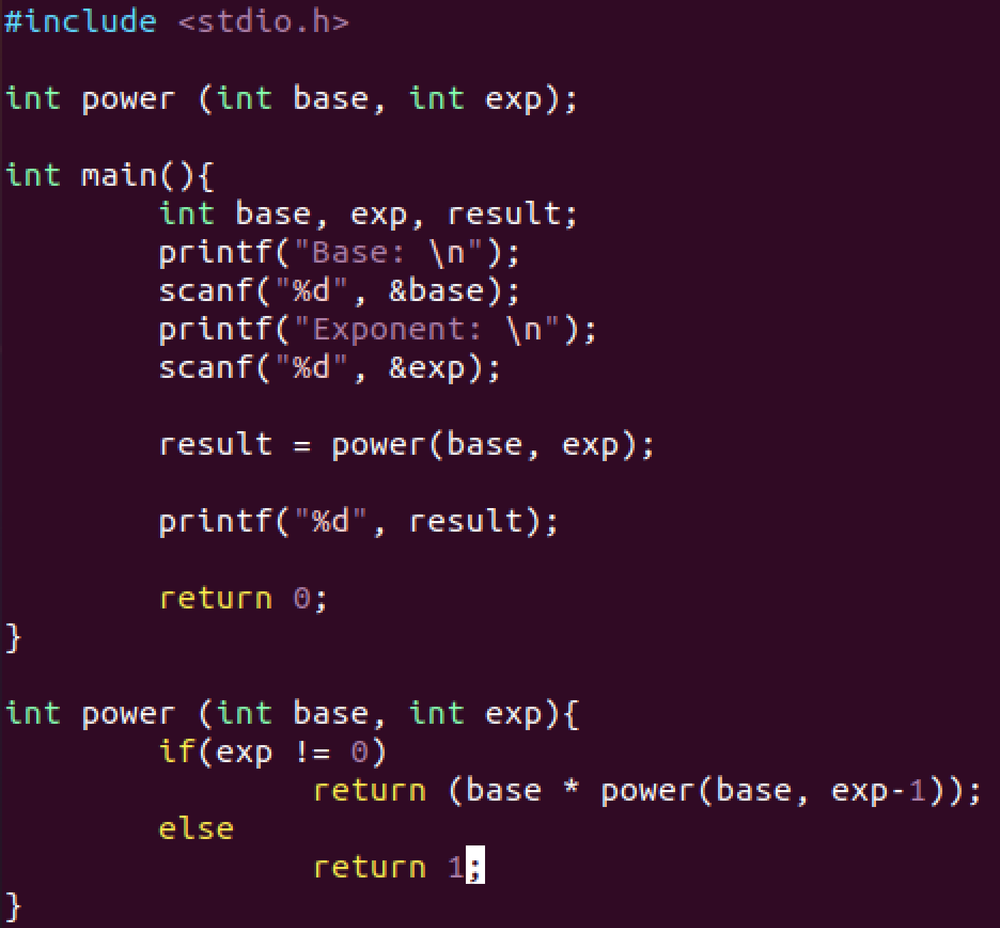 #include <stdio.h>
int power (int base, int exp);
int main(){
int base, exp, result;
printf("Base: \n");
scanf("%d", &base);
printf("Exponent: \n");
scanf("%d", &exp);
result = power(base, exp);
printf("%d", result);
return 0;
}
int power (int base, int exp){
if(exp != 0)
return (base * power(base, exp-1));
else
return 1;
}